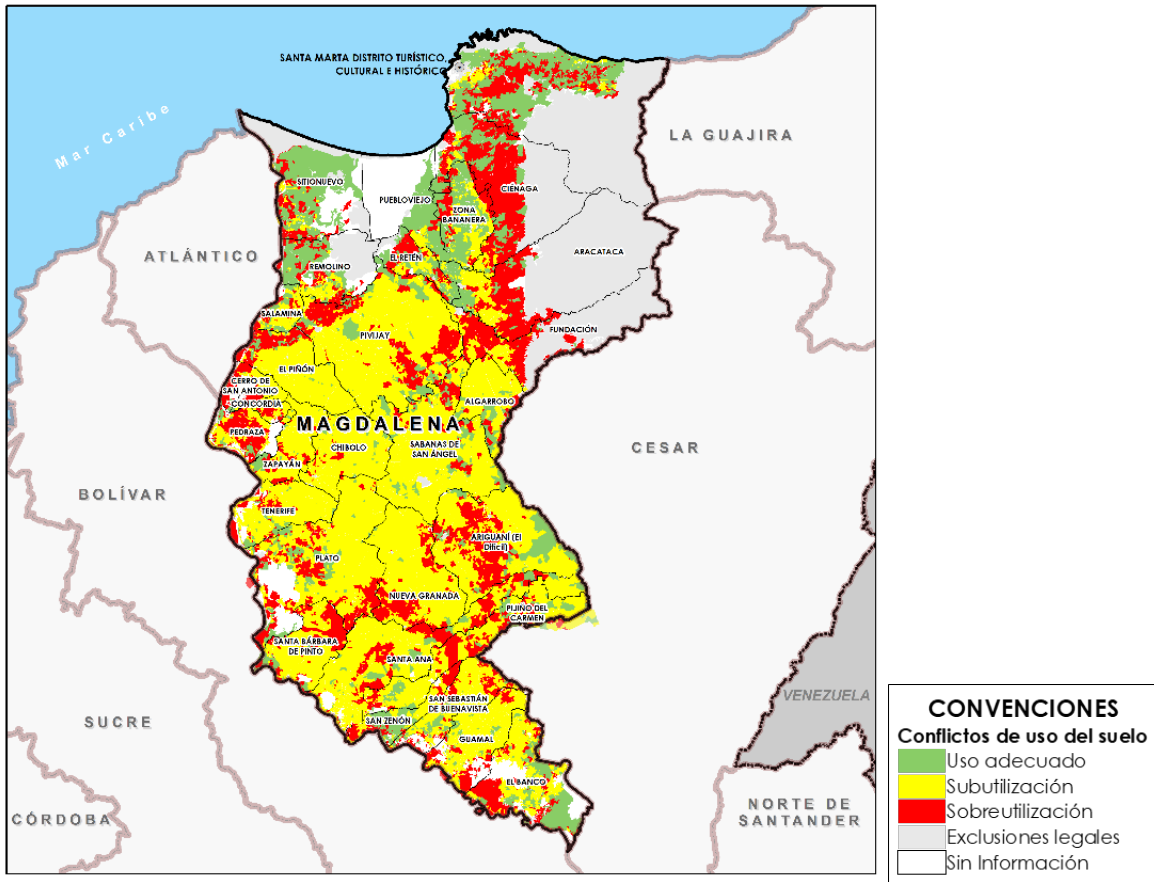 SANTA MARTA DISTRITO TURÍSTICO,
CULTURAL E HISTÓRICO
Mar Caribe
LA GUAJIRA
SITIONUEVO
PUEBLOVIEJO
CIÉNAGA
ZONA
BANANERA
ATLÁNTICO
ARACATACA
EL RETÉN
REMOLINO
SALAMINA
FUNDACIÓN
PIVIJAY
EL PIÑÓN
CERRO DE
SAN ANTONIO
CONCORDIA
ALGARROBO
MAGDALENA
PEDRAZA
CHIBOLO
SABANAS DE
SAN ÁNGEL
CESAR
ZAPAYÁN
BOLÍVAR
TENERIFE
ARIGUANÍ (El
Dificil)
PLATO
NUEVA GRANADA
PIJIÑO DEL
CARMEN
SANTA BÁRBARA
DE PINTO
SANTA ANA
SAN SEBASTIÁN
DE BUENAVISTA
VENEZUELA
SUCRE
SAN ZENÓN
GUAMAL
EL BANCO
CÓRDOBA
NORTE DE
SANTANDER
CONVENCIONES
Conflictos de uso del suelo
Uso adecuado
Subutilización
Sobreutilización
Exclusiones legales
Sin Información